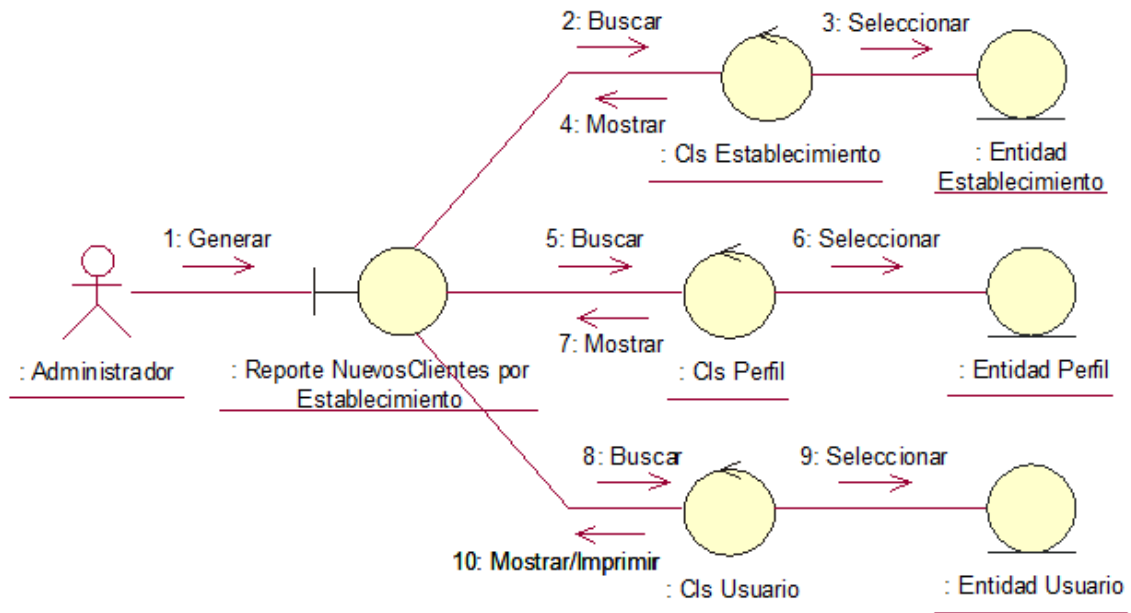 2: Buscar
3: Seleccionar
4: Mostrar
: Cls Establecimiento
: Entidad
Establecimiento
1: Generar
5: Buscar
6: Seleccionar
7: Mostrar
: Administrador
: Reporte NuevosClientes por
Establecimiento
: Cls Perfil
: Entidad Perfil
8: Buscar
9: Seleccionar
10: Mostrar/Imprimir
: Cls Usuario
: Entidad Usuario